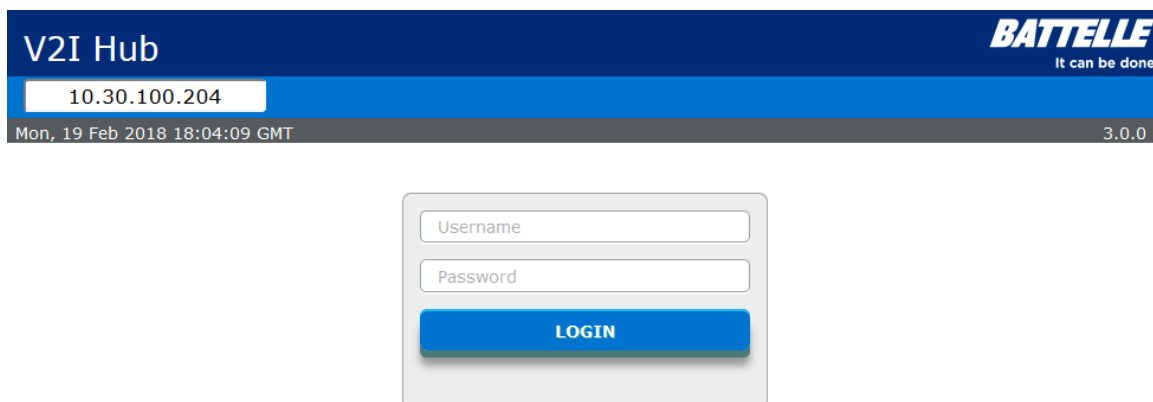 V2I Hub
BATTELLE
It can be done
10.30.100.204
Mon, 19 Feb 2018 18:04:09 GMT
3.0.0
Username
Password
LOGIN